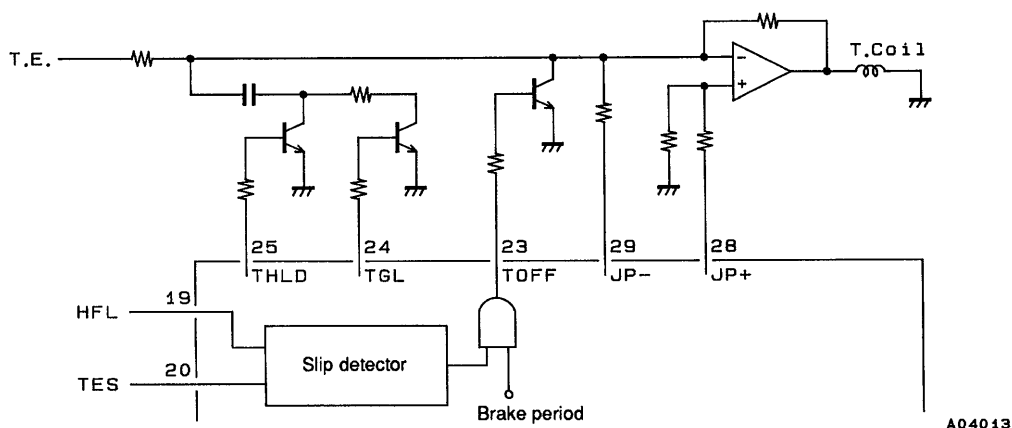 T.E.
T.Coil
−
+
25 24 23 29 28
THLD TGL TOFF JP- JP+
19
HFL
Slip detector
20
TES
Brake period
A04013